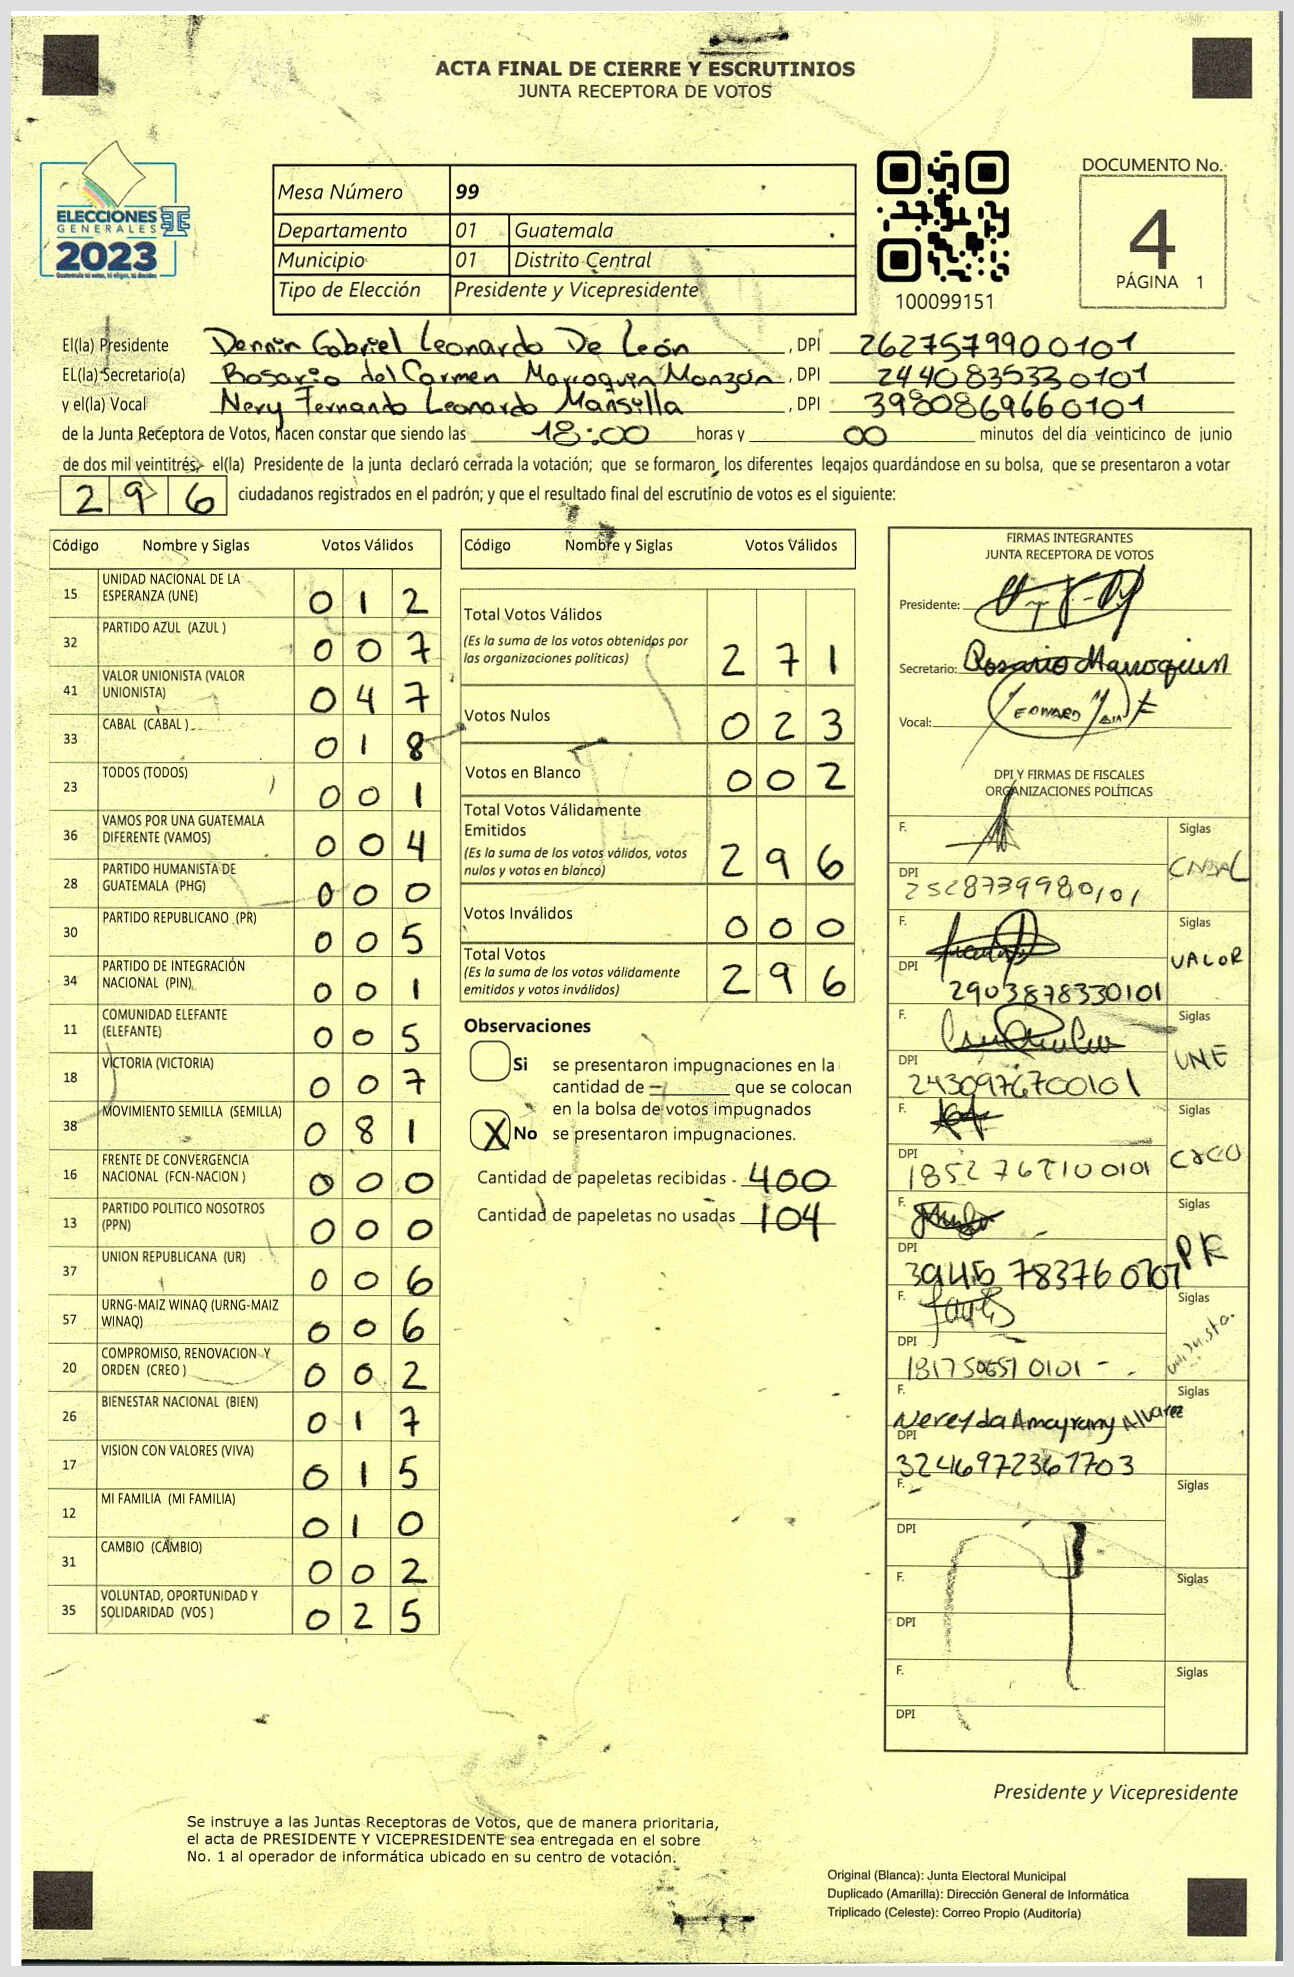 ACTA FINAL DE CIERRE Y ESCRUTINIOS
JUNTA RECEPTORA DE VOTOS
ELECCIONES
GENERALES
2023
Mesa Número 99
Departamento 01 Guatemala
Municipio 01 Distrito Central
Tipo de Elección Presidente y Vicepresidente
100099151
DOCUMENTO No.
4
PÁGINA 1
El(la) Presidente Dennin Gabriel Leonardo De León, DPI 2627579900101
EL(la) Secretario(a) Rosario del Carmen Marroquin Monzón, DPI 2440835330101
y el(la) Vocal Nery Fernando Leonardo Mansilla, DPI 3980869660101
de la Junta Receptora de Votos, hacen constar que siendo las 18:00 horas y 00 minutos del día veinticinco de junio
de dos mil veintitrés, el(la) Presidente de la junta declaró cerrada la votación; que se formaron los diferentes legajos guardándose en su bolsa, que se presentaron a votar
296 ciudadanos registrados en el padrón; y que el resultado final del escrutinio de votos es el siguiente:
Código Nombre y Siglas Votos Válidos
15 UNIDAD NACIONAL DE LA
ESPERANZA (UNE) 0 1 2
32 PARTIDO AZUL (AZUL ) 0 0 7
41 VALOR UNIONISTA (VALOR
UNIONISTA) 0 4 7
33 CABAL (CABAL ) 0 1 8
23 TODOS (TODOS) 0 0 1
36 VAMOS POR UNA GUATEMALA
DIFERENTE (VAMOS) 0 0 4
28 PARTIDO HUMANISTA DE
GUATEMALA (PHG) 0 0 0
30 PARTIDO REPUBLICANO (PR) 0 0 5
34 PARTIDO DE INTEGRACIÓN
NACIONAL (PIN) 0 0 1
11 COMUNIDAD ELEFANTE
(ELEFANTE) 0 0 5
18 VICTORIA (VICTORIA) 0 0 7
38 MOVIMIENTO SEMILLA (SEMILLA) 0 8 1
16 FRENTE DE CONVERGENCIA
NACIONAL (FCN-NACION ) 0 0 0
13 PARTIDO POLITICO NOSOTROS
(PPN) 0 0 0
37 UNION REPUBLICANA (UR) 0 0 6
57 URNG-MAIZ WINAQ (URNG-MAIZ
WINAQ) 0 0 6
20 COMPROMISO, RENOVACION Y
ORDEN (CREO ) 0 0 2
26 BIENESTAR NACIONAL (BIEN) 0 1 7
17 VISION CON VALORES (VIVA) 0 1 5
12 MI FAMILIA (MI FAMILIA) 0 1 0
31 CAMBIO (CAMBIO) 0 0 2
35 VOLUNTAD, OPORTUNIDAD Y
SOLIDARIDAD (VOS ) 0 2 5
Código Nombre y Siglas Votos Válidos
Total Votos Válidos
(Es la suma de los votos obtenidos por
las organizaciones políticas) 2 7 1
Votos Nulos 0 2 3
Votos en Blanco 0 0 2
Total Votos Válidamente
Emitidos
(Es la suma de los votos válidos, votos
nulos y votos en blanco) 2 9 6
Votos Inválidos 0 0 0
Total Votos
(Es la suma de los votos válidamente
emitidos y votos inválidos) 2 9 6
Observaciones
Si se presentaron impugnaciones en la
cantidad de — que se colocan
en la bolsa de votos impugnados
X No se presentaron impugnaciones.
Cantidad de papeletas recibidas - 400
Cantidad de papeletas no usadas 104
FIRMAS INTEGRANTES
JUNTA RECEPTORA DE VOTOS
Presidente:
Secretario: Rosario Marroquin
Vocal:
DPI Y FIRMAS DE FISCALES
ORGANIZACIONES POLÍTICAS
F. Siglas
DPI
2528739980101
F. Siglas
VALOR
DPI
2903878330101
F. Siglas
UNE
DPI
2430976700101
F. Siglas
DPI
F. Siglas
DPI
F. Siglas
DPI
F. Siglas
Nereyda Amayrany Alvarez
DPI
3246972361703
F. Siglas
DPI
F. Siglas
DPI
F. Siglas
DPI
Presidente y Vicepresidente
Se instruye a las Juntas Receptoras de Votos, que de manera prioritaria,
el acta de PRESIDENTE Y VICEPRESIDENTE sea entregada en el sobre
No. 1 al operador de informática ubicado en su centro de votación.
Original (Blanca): Junta Electoral Municipal
Duplicado (Amarilla): Dirección General de Informática
Triplicado (Celeste): Correo Propio (Auditoría)